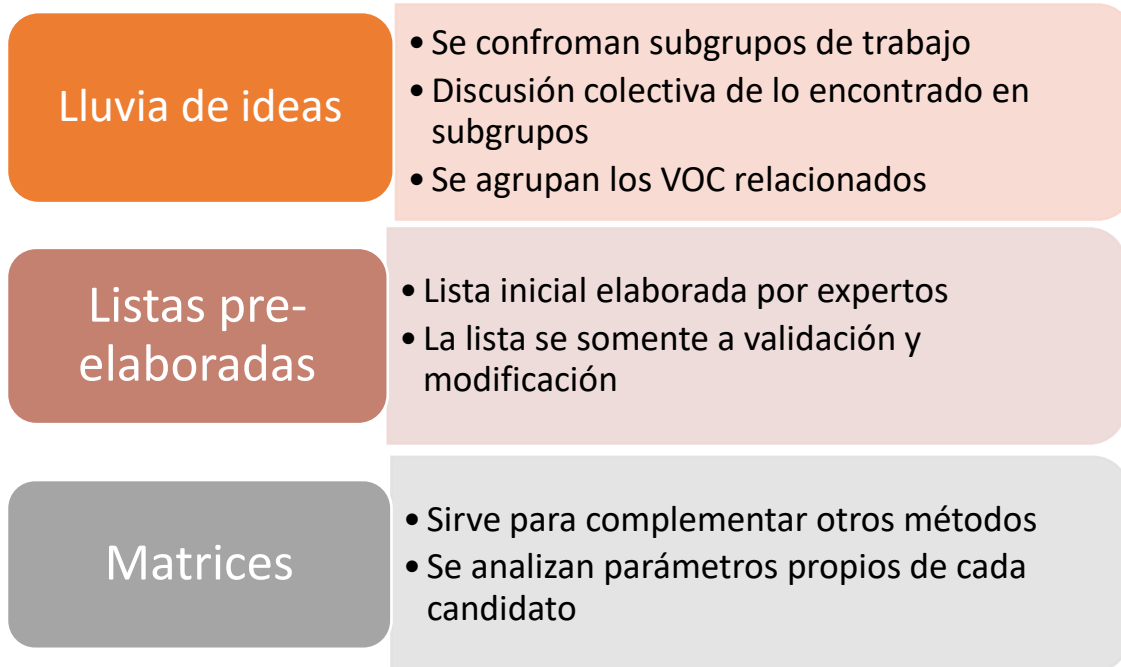 Lluvia de ideas
• Se confroman subgrupos de trabajo
• Discusión colectiva de lo encontrado en
subgrupos
• Se agrupan los VOC relacionados
Listas pre-
elaboradas
• Lista inicial elaborada por expertos
• La lista se somente a validación y
modificación
Matrices
• Sirve para complementar otros métodos
• Se analizan parámetros propios de cada
candidato